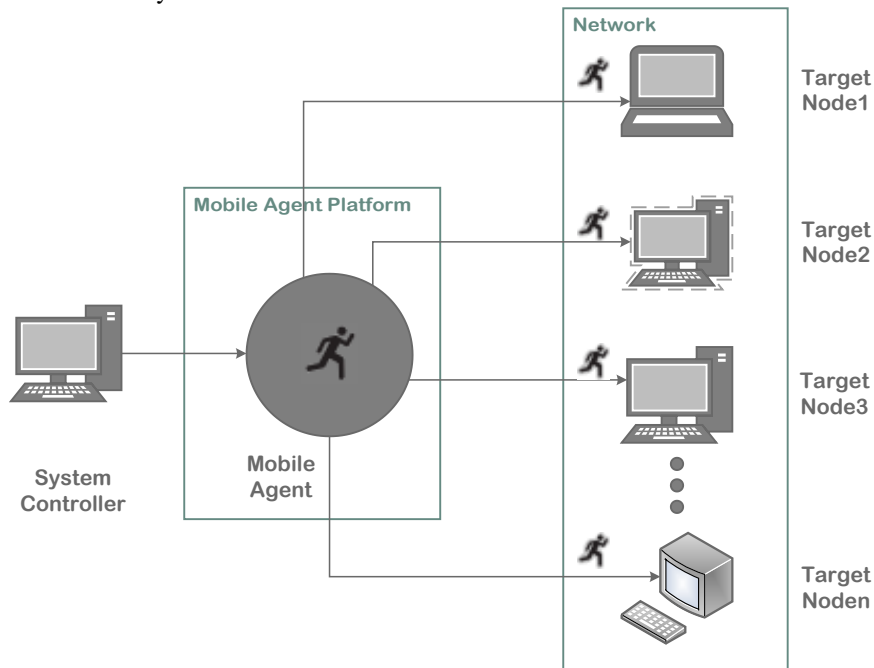 Network
Target
Node1
Mobile Agent Platform
Target
Node2
Target
Node3
Mobile
Agent
System
Controller
Target
Noden